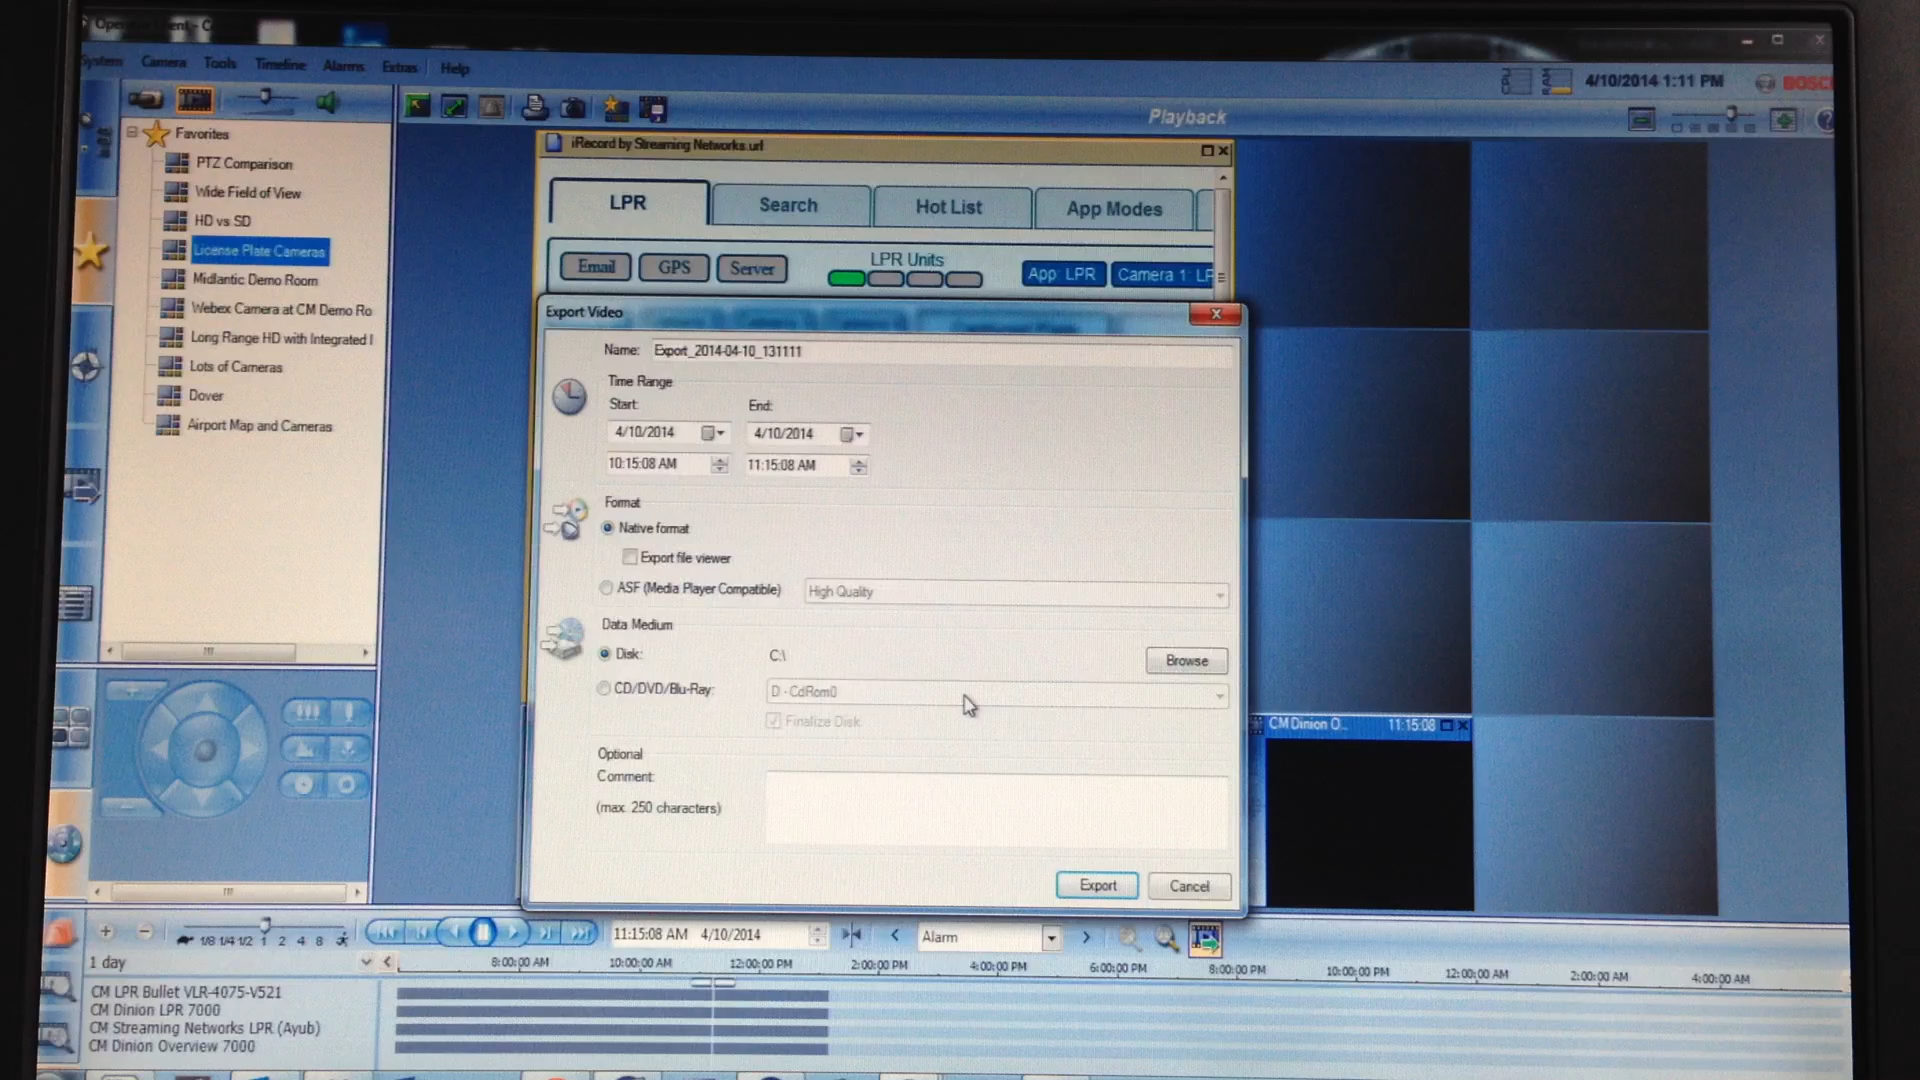 System Camera Tools Timeline Alarms Extras Help
4/10/2014 1:11 PM
BOSCH
Playback
Favorites
PTZ Comparison
Wide Field of View
HD vs SD
License Plate Cameras
Midlantic Demo Room
Webex Camera at CM Demo Ro
Long Range HD with Integrated I
Lots of Cameras
Dover
Airport Map and Cameras
iRecord by Streaming Networks.url
LPR Search Hot List App Modes
Email GPS Server
LPR Units
App: LPR
Camera 1: LP
Export Video
Name: Export_2014-04-10_131111
Time Range
Start: End:
4/10/2014 4/10/2014
10:15:08 AM 11:15:08 AM
Format
Native format
Export file viewer
ASF (Media Player Compatible) High Quality
Data Medium
Disk: C:\ Browse
CD/DVD/Blu-Ray: D - CdRom0
Finalize Disk
Optional
Comment:
(max. 250 characters)
Export Cancel
CM Dinion O... 11:15:08
1/8 1/4 1/2 1 2 4 8
11:15:08 AM 4/10/2014
Alarm
1 day
8:00:00 AM 10:00:00 AM 12:00:00 PM 2:00:00 PM 4:00:00 PM 6:00:00 PM 8:00:00 PM 10:00:00 PM 12:00:00 AM 2:00:00 AM 4:00:00 AM
CM LPR Bullet VLR-4075-V521
CM Dinion LPR 7000
CM Streaming Networks LPR (Ayub)
CM Dinion Overview 7000